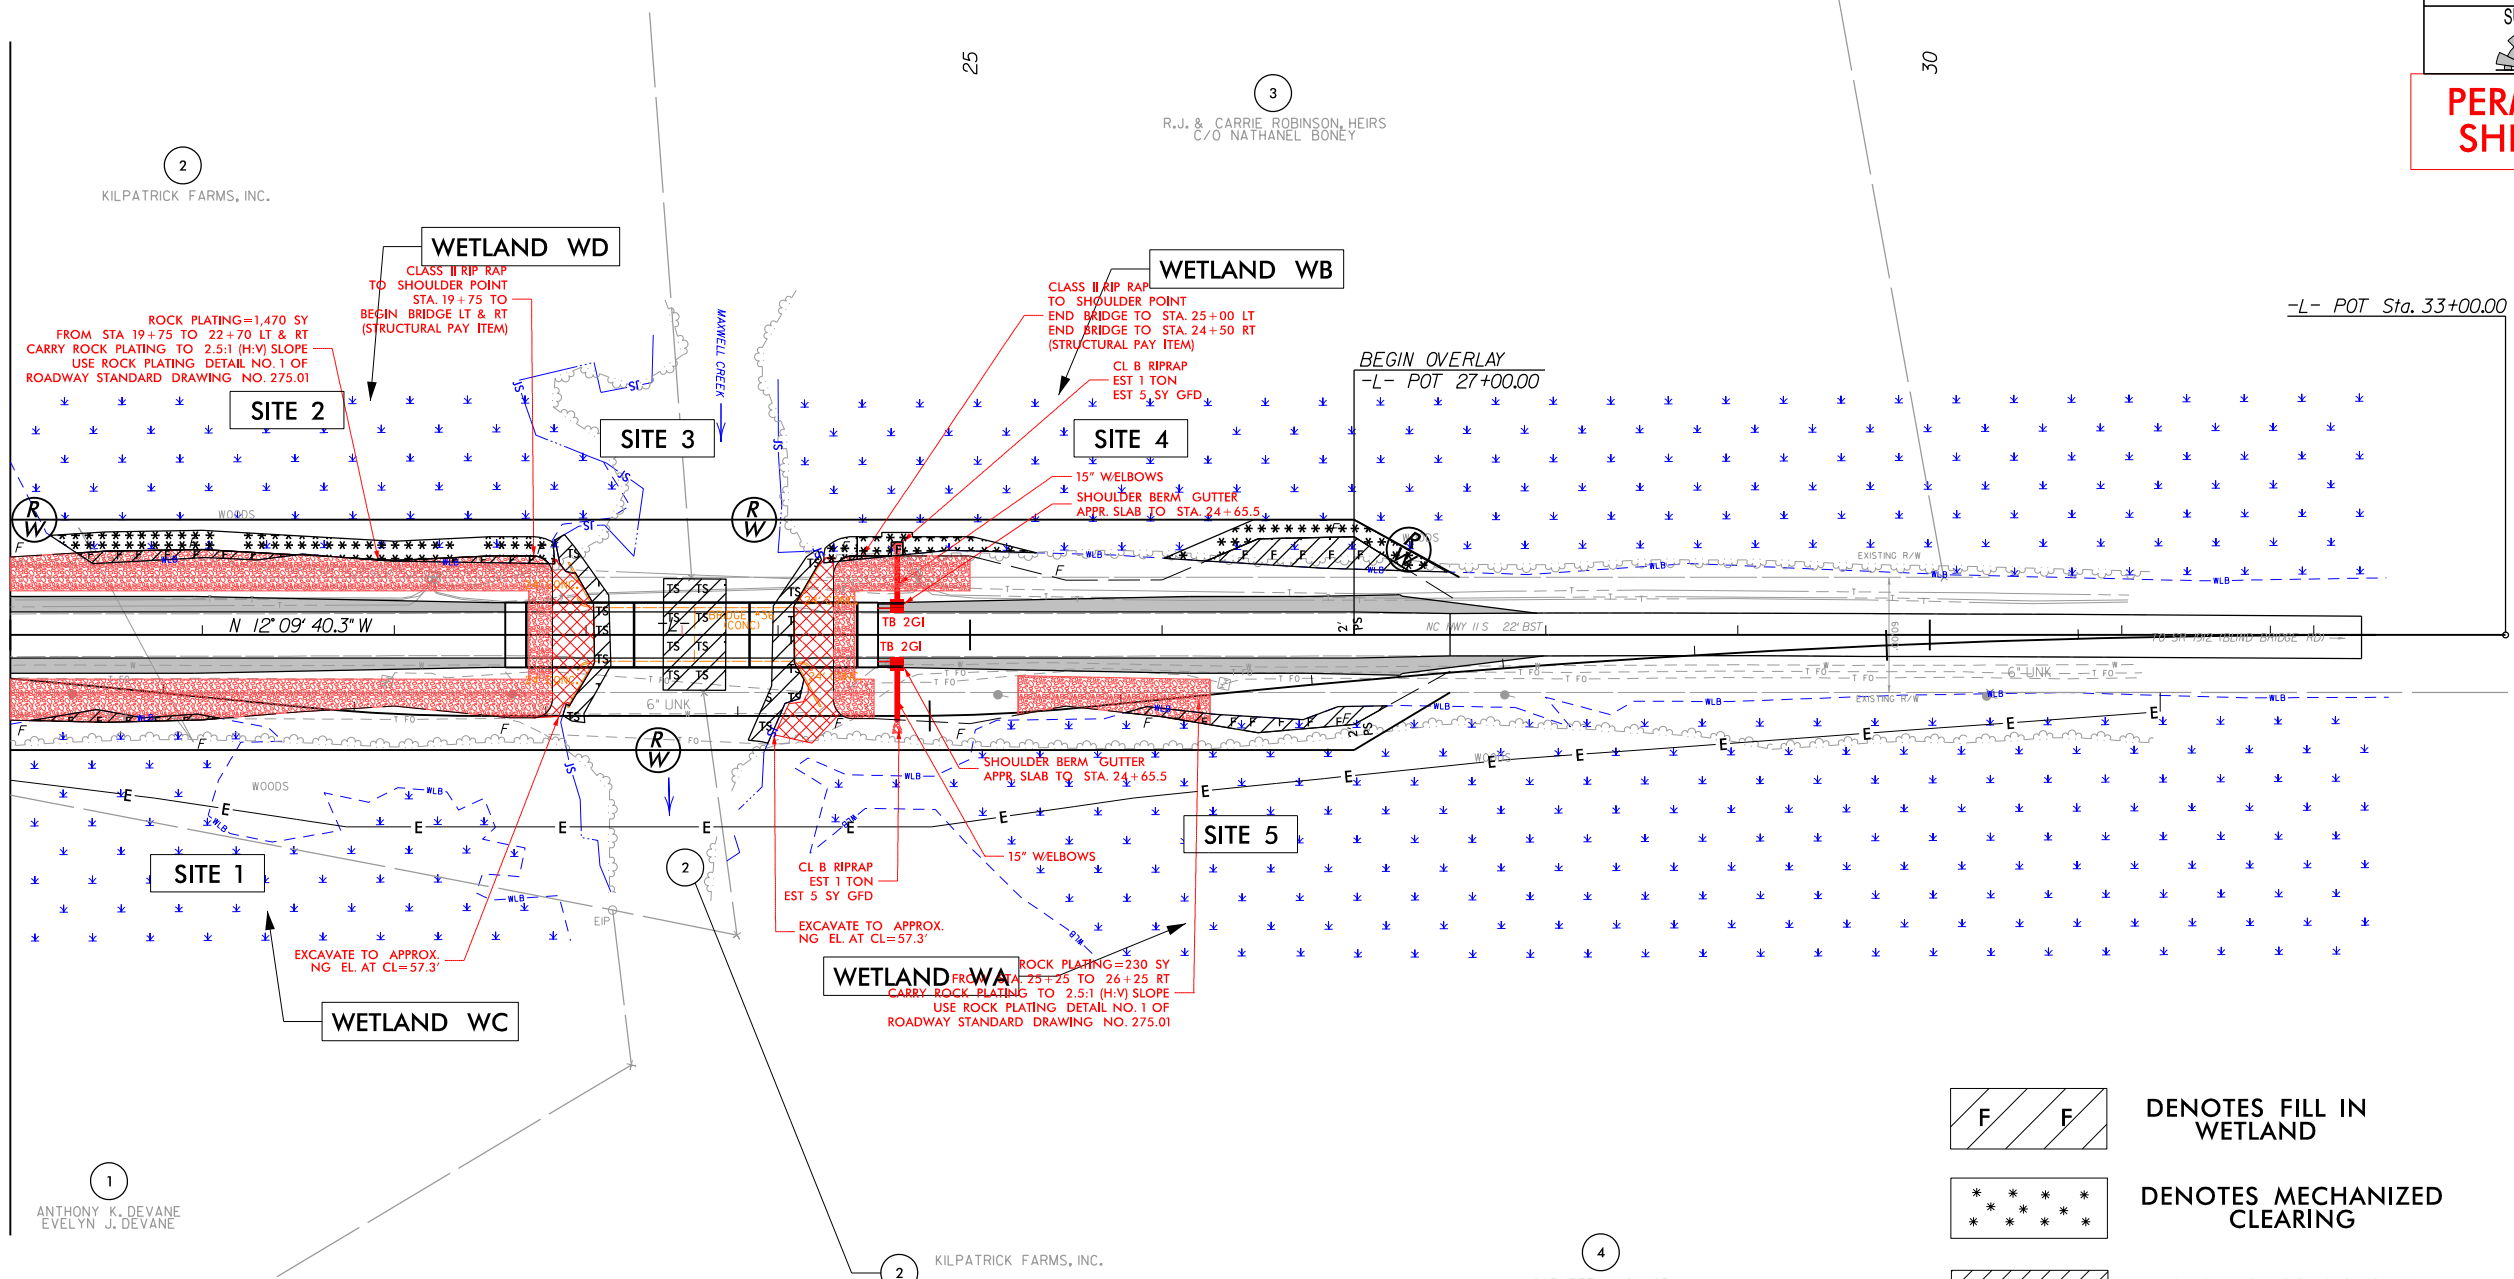 25
30
3
R.J. & CARRIE ROBINSON, HEIRS
C/O NATHANEL BONEY
2
KILPATRICK FARMS, INC.
WETLAND WD
CLASS II RIP RAP
TO SHOULDER POINT
STA. 19+75 TO
BEGIN BRIDGE LT & RT
(STRUCTURAL PAY ITEM)
ROCK PLATING=1,470 SY
FROM STA 19+75 TO 22+70 LT & RT
CARRY ROCK PLATING TO 2.5:1 (H:V) SLOPE
USE ROCK PLATING DETAIL NO. 1 OF
ROADWAY STANDARD DRAWING NO. 275.01
SITE 2
MAXWELL CREEK
SITE 3
WETLAND WB
CLASS II RIP RAP
TO SHOULDER POINT
END BRIDGE TO STA. 25+00 LT
END BRIDGE TO STA. 24+50 RT
(STRUCTURAL PAY ITEM)
CL B RIPRAP
EST 1 TON
EST 5 SY GFD
SITE 4
15" W/ELBOWS
SHOULDER BERM GUTTER
APPR. SLAB TO STA. 24+65.5
BEGIN OVERLAY
-L- POT 27+00.00
-L- POT Sta. 33+00.00
R
W
R
W
WOODS
WOODS
EXISTING R/W
N 12° 09' 40.3" W
-L-
TB 2GI
TB 2GI
NC HWY 11 S 22' BST
2'
PS
60.09
6" UNK
6" UNK
EXISTING R/W
2'
PS
R
W
WOODS
WOODS
SHOULDER BERM GUTTER
APPR. SLAB TO STA. 24+65.5
SITE 1
SITE 5
15" W/ELBOWS
2
CL B RIPRAP
EST 1 TON
EST 5 SY GFD
EIP
EXCAVATE TO APPROX.
NG EL. AT CL=57.3'
EXCAVATE TO APPROX.
NG EL. AT CL=57.3'
WETLAND WC
WETLAND WA
ROCK PLATING=230 SY
FROM STA. 25+25 TO 26+25 RT
CARRY ROCK PLATING TO 2.5:1 (H:V) SLOPE
USE ROCK PLATING DETAIL NO. 1 OF
ROADWAY STANDARD DRAWING NO. 275.01
1
ANTHONY K. DEVANE
EVELYN J. DEVANE
2
KILPATRICK FARMS, INC.
4
F F
DENOTES FILL IN
WETLAND
DENOTES MECHANIZED
CLEARING